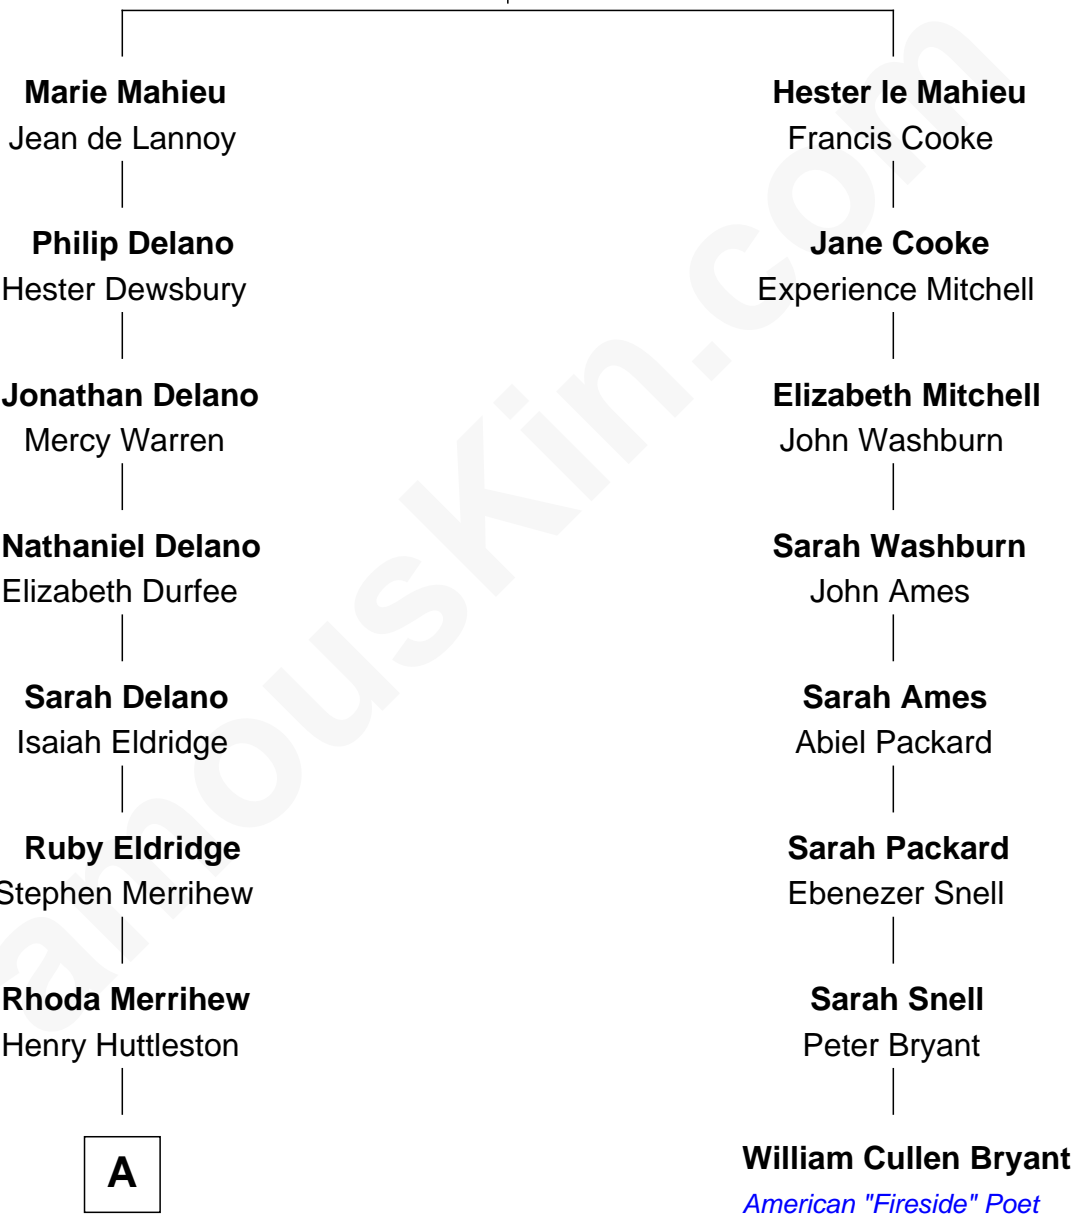 Marie Mahieu
Jean de Lannoy
Philip Delano
Hester Dewsbury
Jonathan Delano
Mercy Warren
Nathaniel Delano
Elizabeth Durfee
Sarah Delano
Isaiah Eldridge
Ruby Eldridge
Stephen Merrihew
Rhoda Merrihew
Henry Huttleston
A
Hester le Mahieu
Francis Cooke
Jane Cooke
Experience Mitchell
Elizabeth Mitchell
John Washburn
Sarah Washburn
John Ames
Sarah Ames
Abiel Packard
Sarah Packard
Ebenezer Snell
Sarah Snell
Peter Bryant
William Cullen Bryant
American "Fireside" Poet
amouskin.com